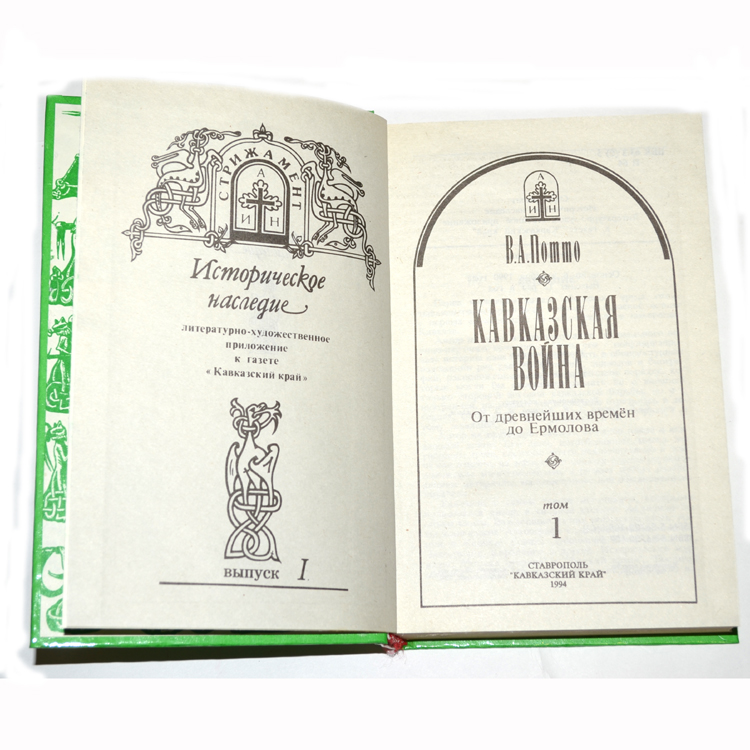 СТРИЖАМЕНТ
А
И Н
Историческое
наследие
литературно-художественное
приложение
к газете
«Кавказский край»
выпуск I
А
И Н
В.А.Потто
КАВКАЗСКАЯ
ВОЙНА
От древнейших времён
до Ермолова
том
1
СТАВРОПОЛЬ
"КАВКАЗСКИЙ КРАЙ"
1994